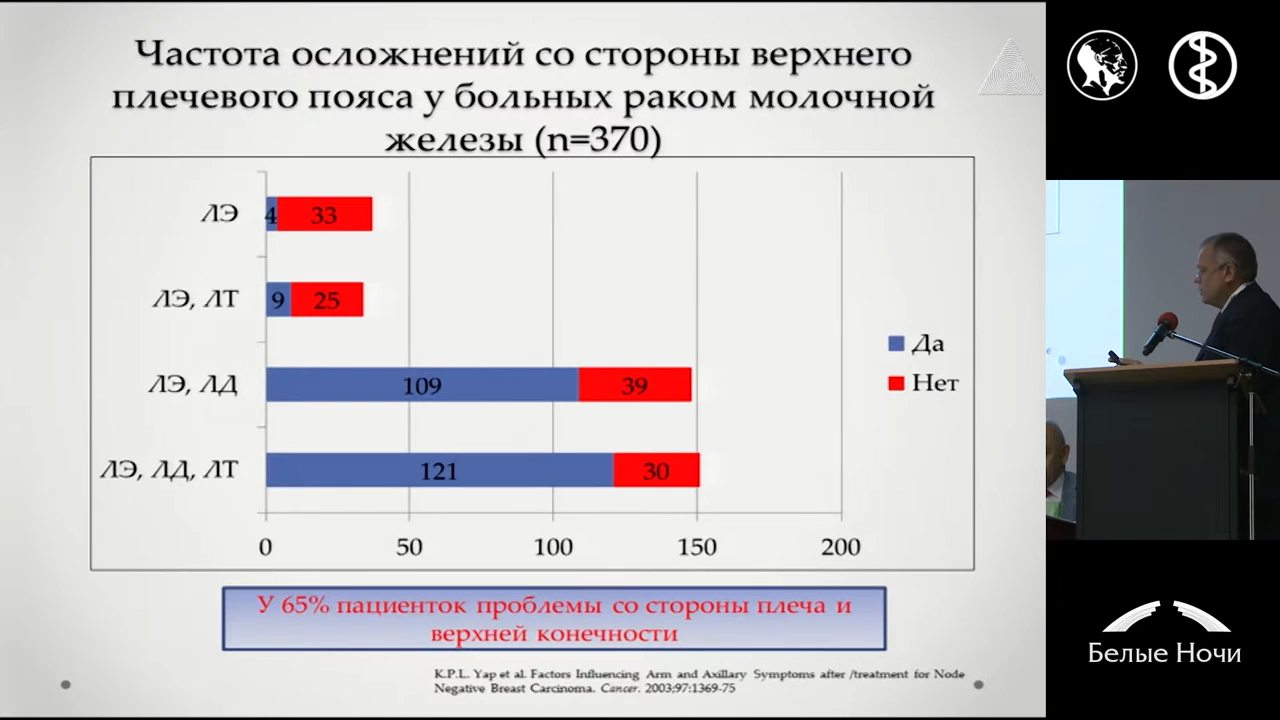 Частота осложнений со стороны верхнего
плечевого пояса у больных раком молочной
железы (n=370)
ЛЭ
4
33
ЛЭ, ЛТ
9
25
ЛЭ, ЛД
109
39
ЛЭ, ЛД, ЛТ
121
30
0 50 100 150 200
Да
Нет
У 65% пациенток проблемы со стороны плеча и
верхней конечности
K.P.L. Yap et al. Factors Influencing Arm and Axillary Symptoms after /treatment for Node
Negative Breast Carcinoma. Cancer. 2003;97:1369-75
Белые Ночи